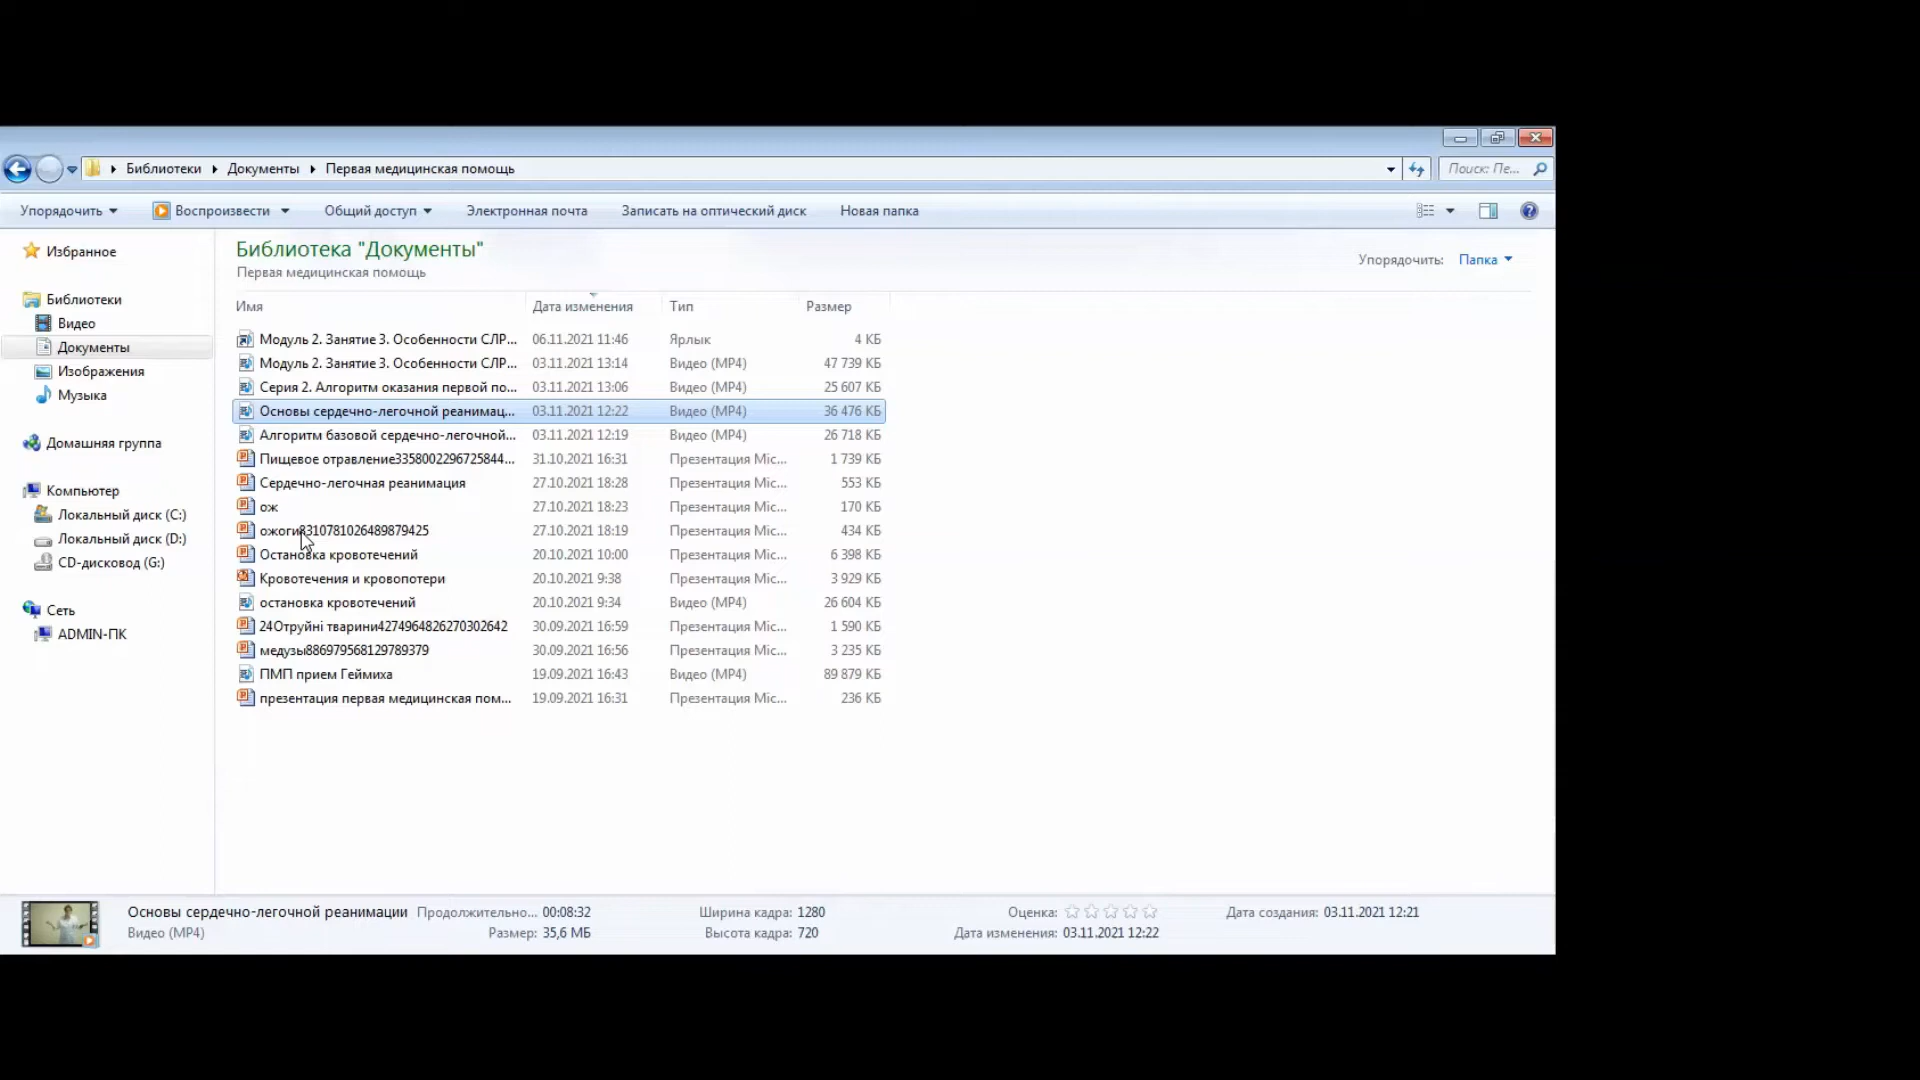 Библиотеки Документы Первая медицинская помощь Поиск: Пе...
Упорядочить Воспроизвести Общий доступ Электронная почта Записать на оптический диск Новая папка
Избранное
Библиотеки
Видео
Документы
Изображения
Музыка
Домашняя группа
Компьютер
Локальный диск (C:)
Локальный диск (D:)
CD-дисковод (G:)
Сеть
ADMIN-ПК
Библиотека "Документы"
Первая медицинская помощь
Упорядочить: Папка
Имя Дата изменения Тип Размер
Модуль 2. Занятие 3. Особенности СЛР... 06.11.2021 11:46 Ярлык 4 КБ
Модуль 2. Занятие 3. Особенности СЛР... 03.11.2021 13:14 Видео (MP4) 47 739 КБ
Серия 2. Алгоритм оказания первой по... 03.11.2021 13:06 Видео (MP4) 25 607 КБ
Основы сердечно-легочной реанимац... 03.11.2021 12:22 Видео (MP4) 36 476 КБ
Алгоритм базовой сердечно-легочной... 03.11.2021 12:19 Видео (MP4) 26 718 КБ
Пищевое отравление3358002296725844... 31.10.2021 16:31 Презентация Mic... 1 739 КБ
Сердечно-легочная реанимация 27.10.2021 18:28 Презентация Mic... 553 КБ
ож 27.10.2021 18:23 Презентация Mic... 170 КБ
ожоги8310781026489879425 27.10.2021 18:19 Презентация Mic... 434 КБ
Остановка кровотечений 20.10.2021 10:00 Презентация Mic... 6 398 КБ
Кровотечения и кровопотери 20.10.2021 9:38 Презентация Mic... 3 929 КБ
остановка кровотечений 20.10.2021 9:34 Видео (MP4) 26 604 КБ
24Отруйні тварини4274964826270302642 30.09.2021 16:59 Презентация Mic... 1 590 КБ
медузы886979568129789379 30.09.2021 16:56 Презентация Mic... 3 235 КБ
ПМП прием Геймиха 19.09.2021 16:43 Видео (MP4) 89 879 КБ
презентация первая медицинская пом... 19.09.2021 16:31 Презентация Mic... 236 КБ
Основы сердечно-легочной реанимации Продолжительно... 00:08:32 Ширина кадра: 1280 Оценка: Дата создания: 03.11.2021 12:21
Видео (MP4) Размер: 35,6 МБ Высота кадра: 720 Дата изменения: 03.11.2021 12:22